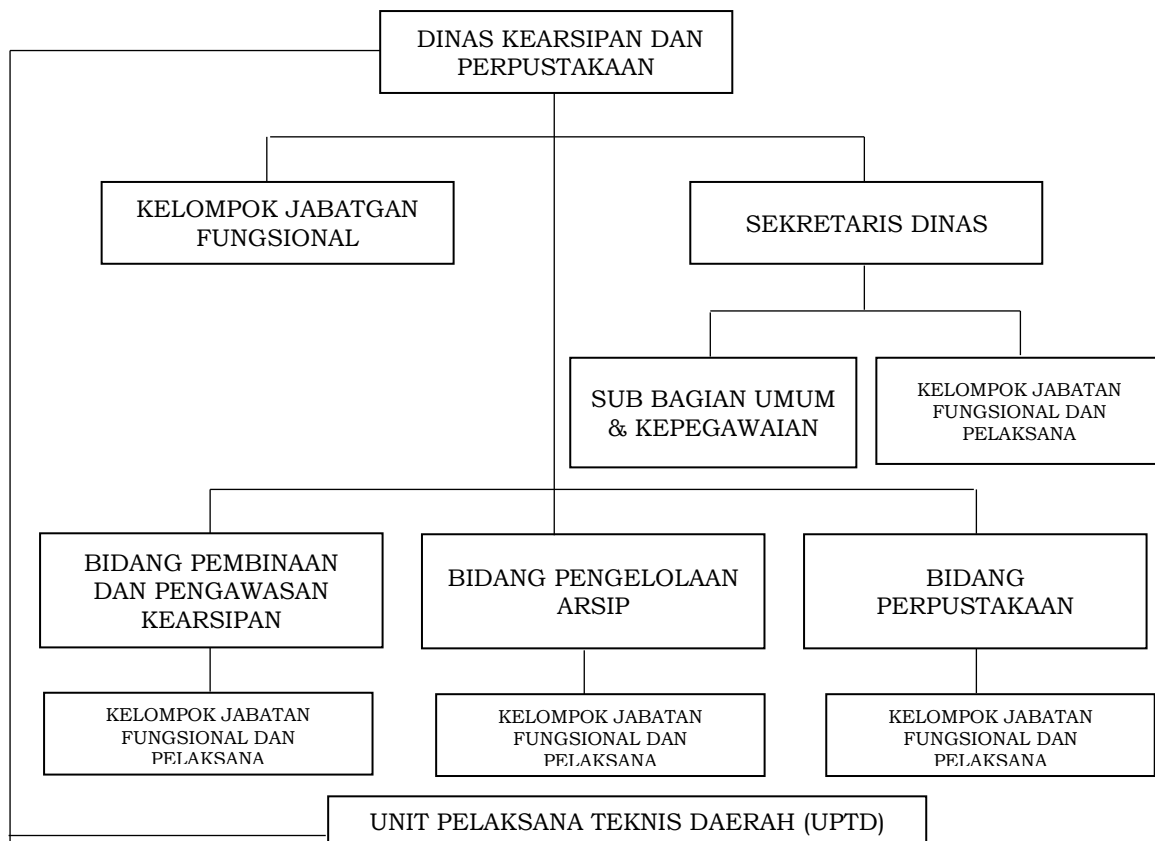 DINAS KEARSIPAN DAN
PERPUSTAKAAN
KELOMPOK JABATGAN
FUNGSIONAL
SEKRETARIS DINAS
SUB BAGIAN UMUM
& KEPEGAWAIAN
KELOMPOK JABATAN
FUNGSIONAL DAN
PELAKSANA
BIDANG PEMBINAAN
DAN PENGAWASAN
KEARSIPAN
BIDANG PENGELOLAAN
ARSIP
BIDANG
PERPUSTAKAAN
KELOMPOK JABATAN
FUNGSIONAL DAN
PELAKSANA
KELOMPOK JABATAN
FUNGSIONAL DAN
PELAKSANA
KELOMPOK JABATAN
FUNGSIONAL DAN
PELAKSANA
UNIT PELAKSANA TEKNIS DAERAH (UPTD)